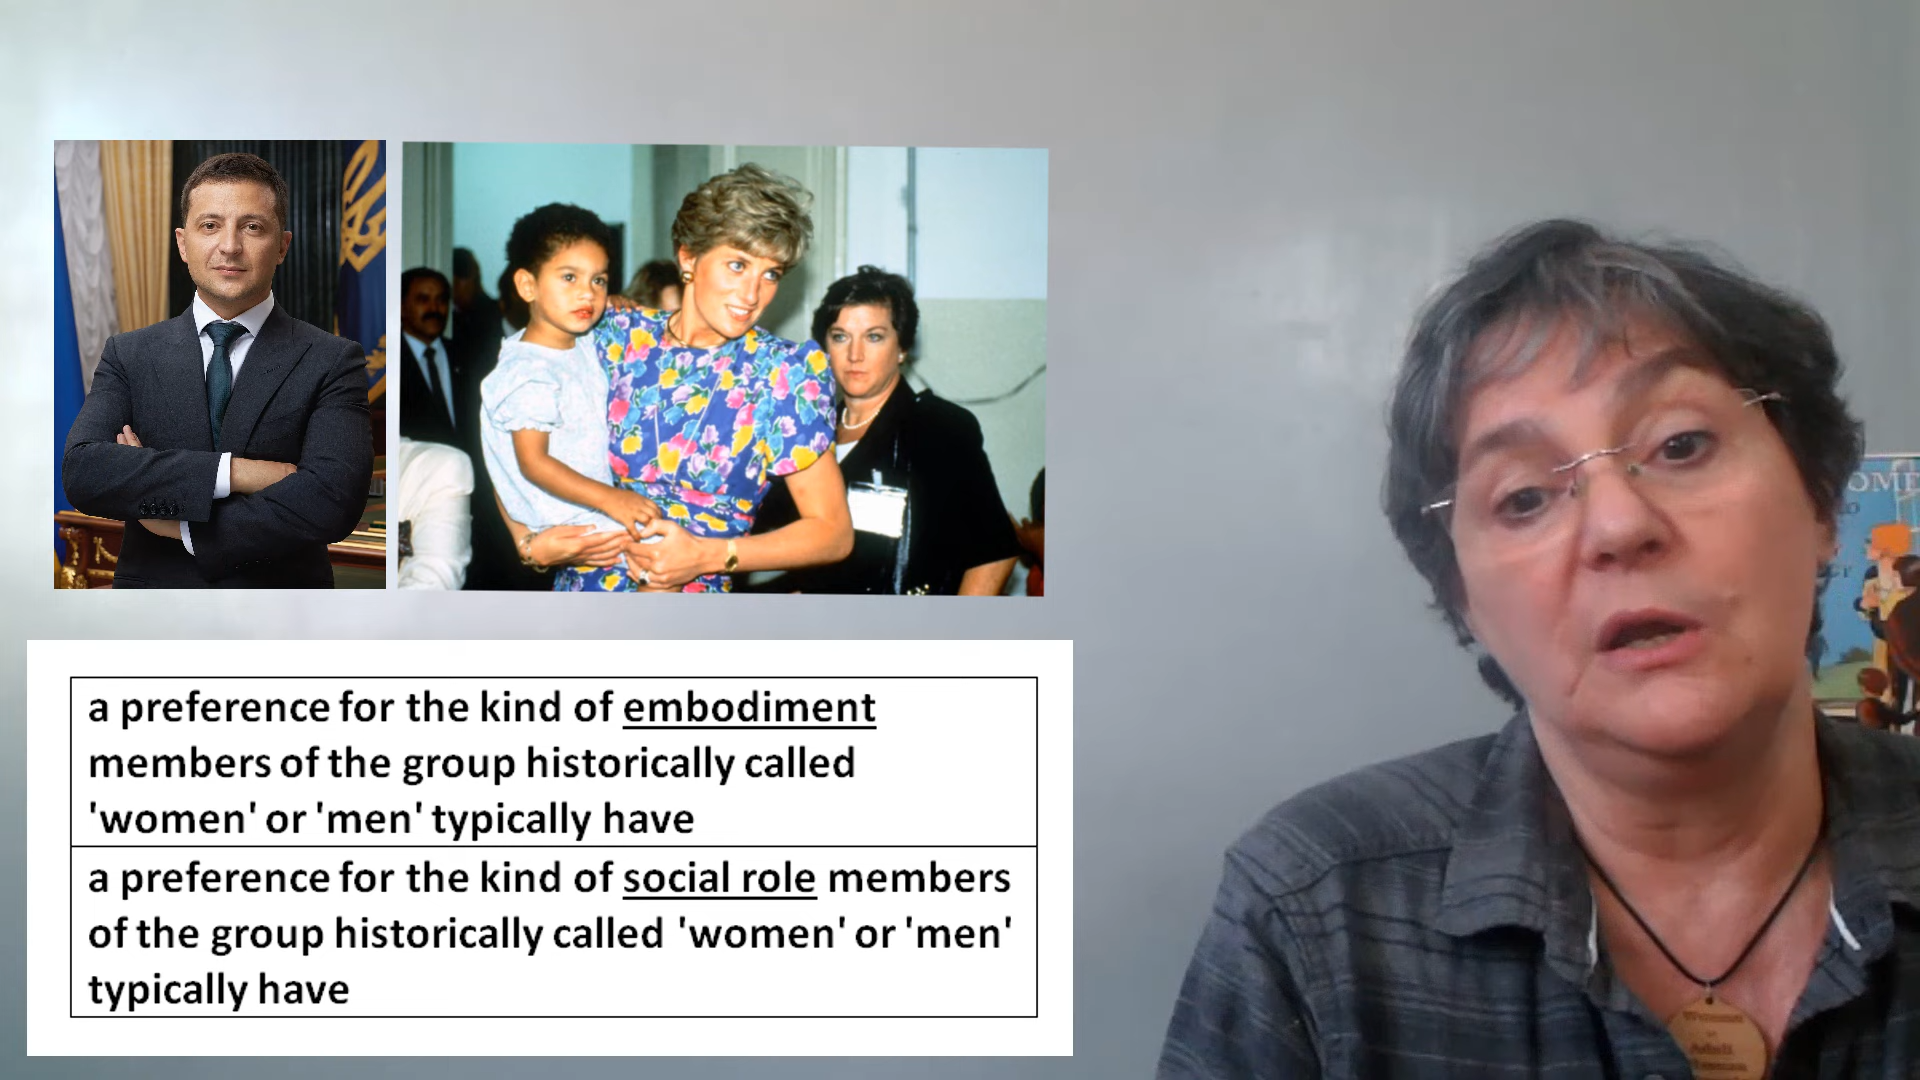 a preference for the kind of embodiment
members of the group historically called
'women' or 'men' typically have
a preference for the kind of social role members
of the group historically called 'women' or 'men'
typically have